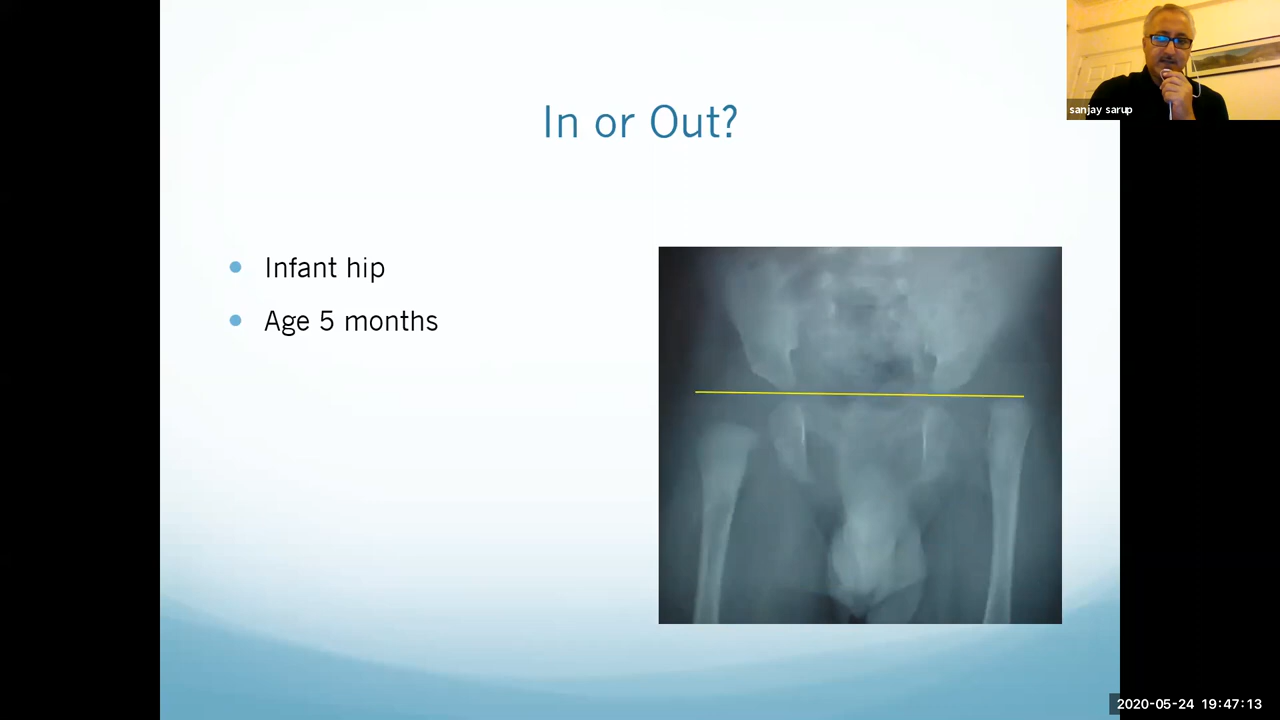 sanjay sarup
In or Out?
Infant hip
Age 5 months
2020-05-24 19:47:13